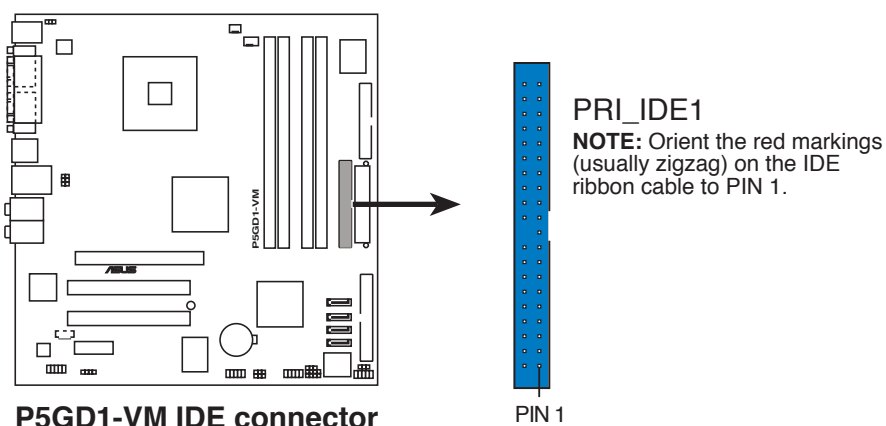 P5GD1-VM
/SUS
PRI_IDE1
NOTE: Orient the red markings
(usually zigzag) on the IDE
ribbon cable to PIN 1.
PIN 1
P5GD1-VM IDE connector